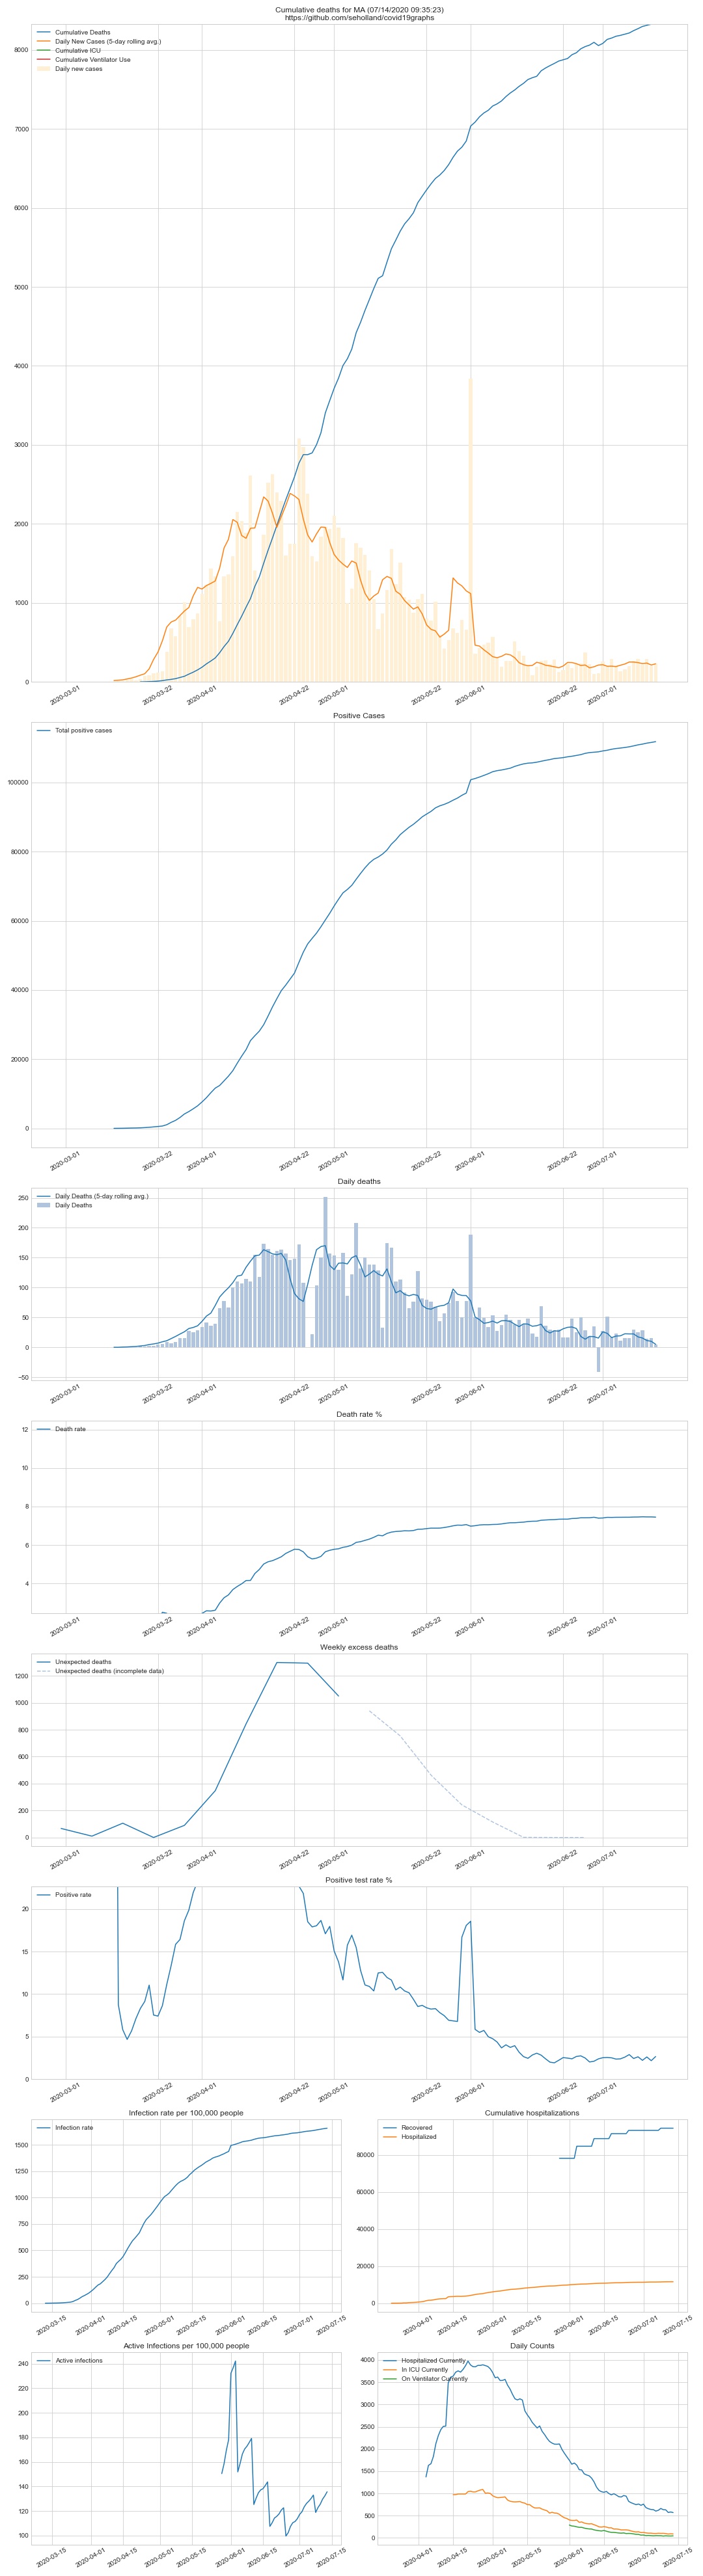 Cumulative deaths for MA (07/14/2020 09:35:23)
https://github.com/seholland/covid19graphs
Cumulative Deaths
Daily New Cases (5-day rolling avg.)
Cumulative ICU
Cumulative Ventilator Use
Daily new cases
8000
7000
6000
5000
4000
3000
2000
1000
0
2020-03-01 2020-03-22 2020-04-01 2020-04-22 2020-05-01 2020-05-22 2020-06-01 2020-06-22 2020-07-01
Positive Cases
Total positive cases
100000
80000
60000
40000
20000
0
2020-03-01 2020-03-22 2020-04-01 2020-04-22 2020-05-01 2020-05-22 2020-06-01 2020-06-22 2020-07-01
Daily deaths
Daily Deaths (5-day rolling avg.)
Daily Deaths
250
200
150
100
50
0
−50
2020-03-01 2020-03-22 2020-04-01 2020-04-22 2020-05-01 2020-05-22 2020-06-01 2020-06-22 2020-07-01
Death rate %
Death rate
12
10
8
6
4
2020-03-01 2020-03-22 2020-04-01 2020-04-22 2020-05-01 2020-05-22 2020-06-01 2020-06-22 2020-07-01
Weekly excess deaths
Unexpected deaths
Unexpected deaths (incomplete data)
1200
1000
800
600
400
200
0
2020-03-01 2020-03-22 2020-04-01 2020-04-22 2020-05-01 2020-05-22 2020-06-01 2020-06-22 2020-07-01
Positive test rate %
Positive rate
20
15
10
5
0
2020-03-01 2020-03-22 2020-04-01 2020-04-22 2020-05-01 2020-05-22 2020-06-01 2020-06-22 2020-07-01
Infection rate per 100,000 people
Infection rate
1500
1250
1000
750
500
250
0
2020-03-15 2020-04-01 2020-04-15 2020-05-01 2020-05-15 2020-06-01 2020-06-15 2020-07-01 2020-07-15
Cumulative hospitalizations
Recovered
Hospitalized
80000
60000
40000
20000
0
2020-04-01 2020-04-15 2020-05-01 2020-05-15 2020-06-01 2020-06-15 2020-07-01 2020-07-15
Active Infections per 100,000 people
Active infections
240
220
200
180
160
140
120
100
2020-03-15 2020-04-01 2020-04-15 2020-05-01 2020-05-15 2020-06-01 2020-06-15 2020-07-01 2020-07-15
Daily Counts
Hospitalized Currently
In ICU Currently
On Ventilator Currently
4000
3500
3000
2500
2000
1500
1000
500
0
2020-04-01 2020-04-15 2020-05-01 2020-05-15 2020-06-01 2020-06-15 2020-07-01 2020-07-15